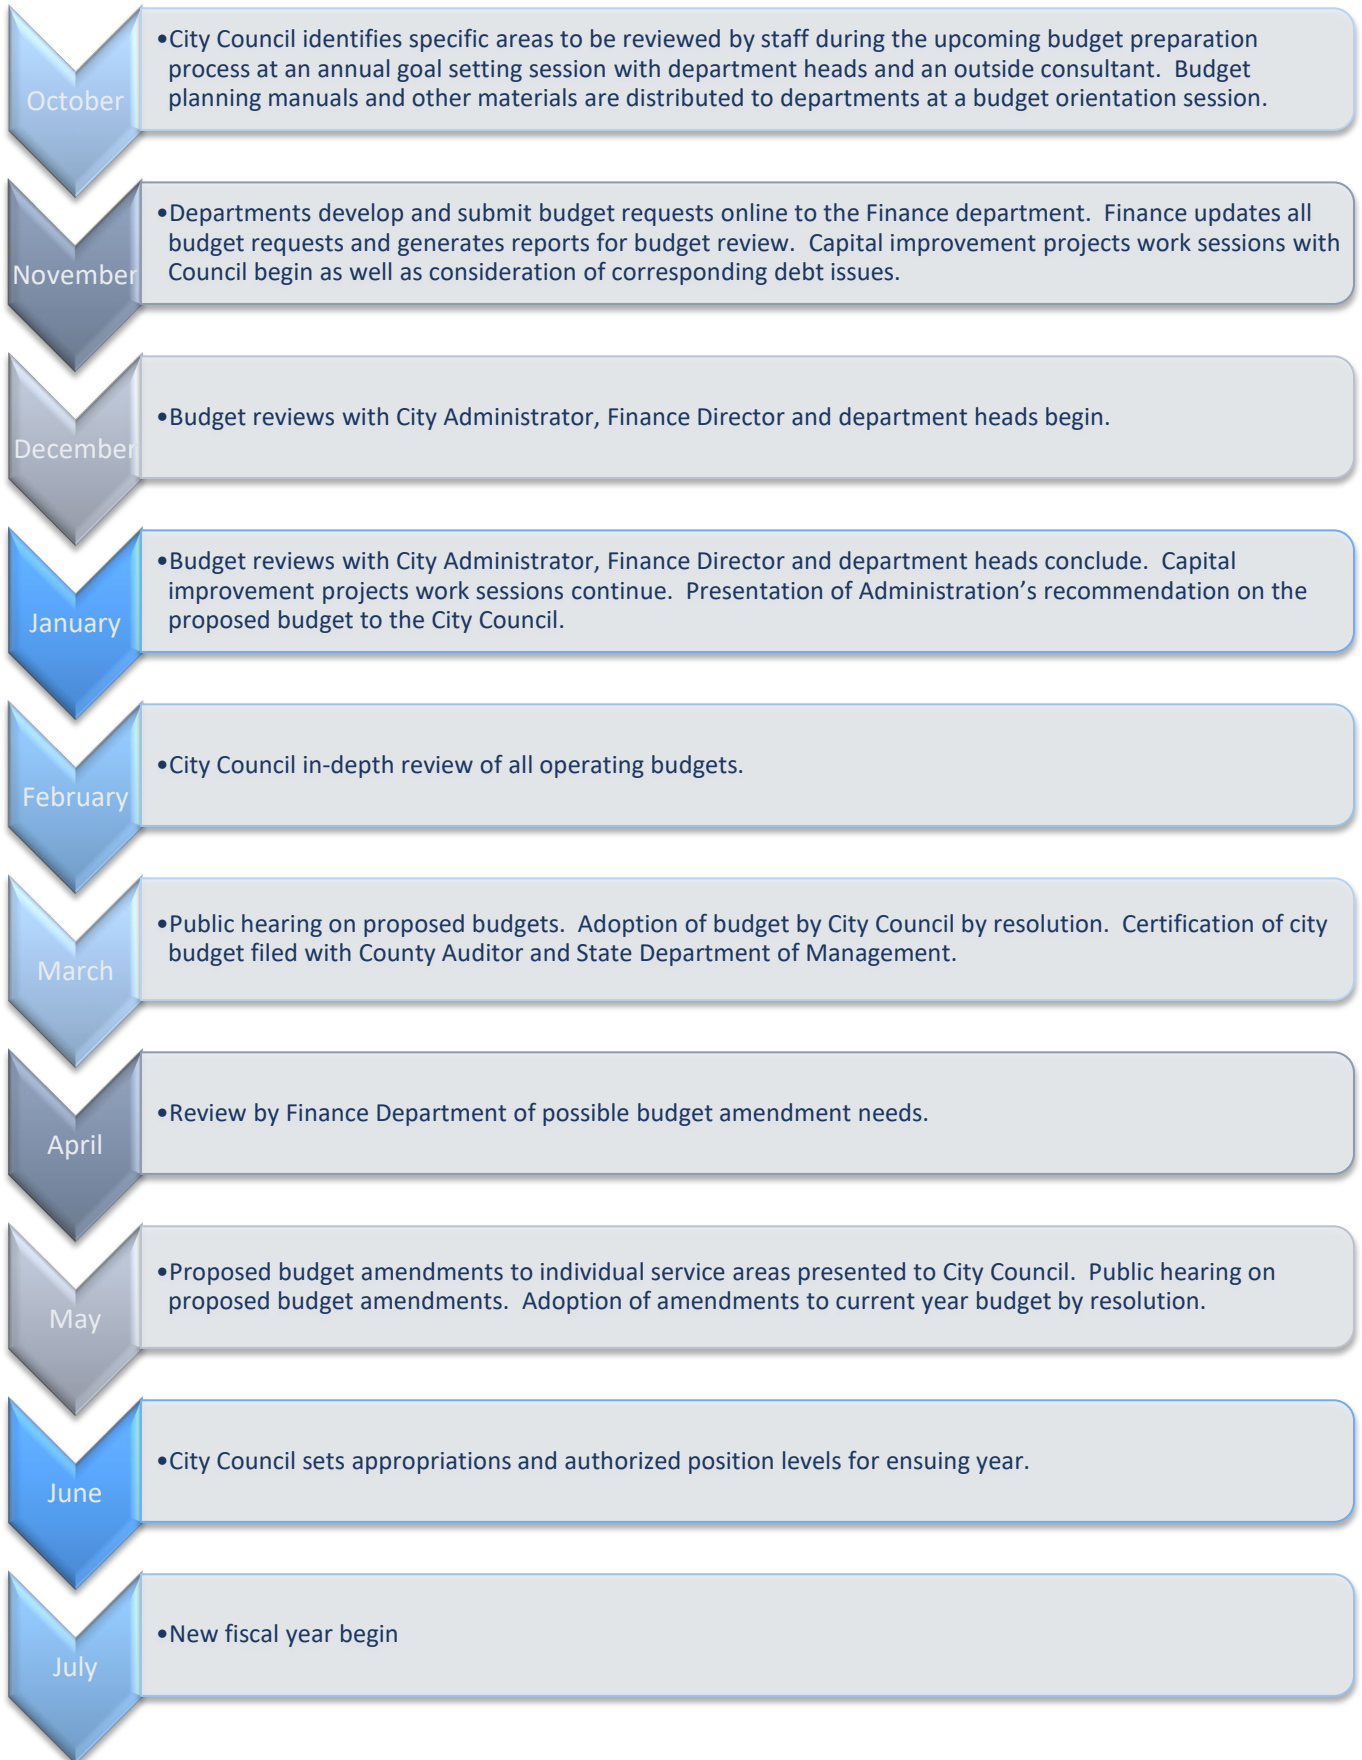 October
•City Council identifies specific areas to be reviewed by staff during the upcoming budget preparation
process at an annual goal setting session with department heads and an outside consultant.  Budget
planning manuals and other materials are distributed to departments at a budget orientation session.
November
•Departments develop and submit budget requests online to the Finance department.  Finance updates all
budget requests and generates reports for budget review.  Capital improvement projects work sessions with
Council begin as well as consideration of corresponding debt issues.
December
•Budget reviews with City Administrator, Finance Director and department heads begin.
January
•Budget reviews with City Administrator, Finance Director and department heads conclude.  Capital
improvement projects work sessions continue.  Presentation of Administration’s recommendation on the
proposed budget to the City Council.
February
•City Council in-depth review of all operating budgets.
March
•Public hearing on proposed budgets.  Adoption of budget by City Council by resolution.  Certification of city
budget filed with County Auditor and State Department of Management.
April
•Review by Finance Department of possible budget amendment needs.
May
•Proposed budget amendments to individual service areas presented to City Council.  Public hearing on
proposed budget amendments.  Adoption of amendments to current year budget by resolution.
June
•City Council sets appropriations and authorized position levels for ensuing year.
July
•New fiscal year begin